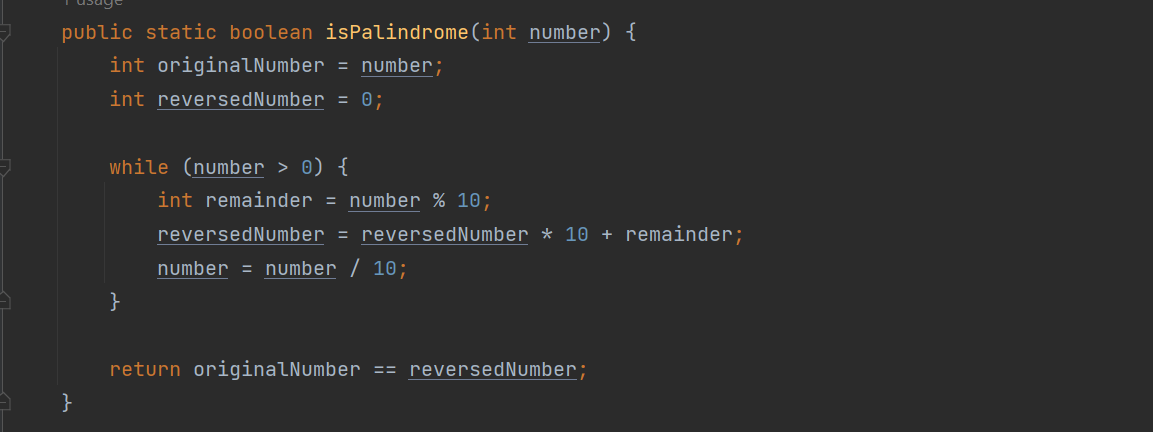 usage
public static boolean isPalindrome(int number) {
int originalNumber = number;
int reversedNumber = 0;
while (number > 0) {
int remainder = number % 10;
reversedNumber = reversedNumber * 10 + remainder;
number = number / 10;
}
return originalNumber == reversedNumber;
}